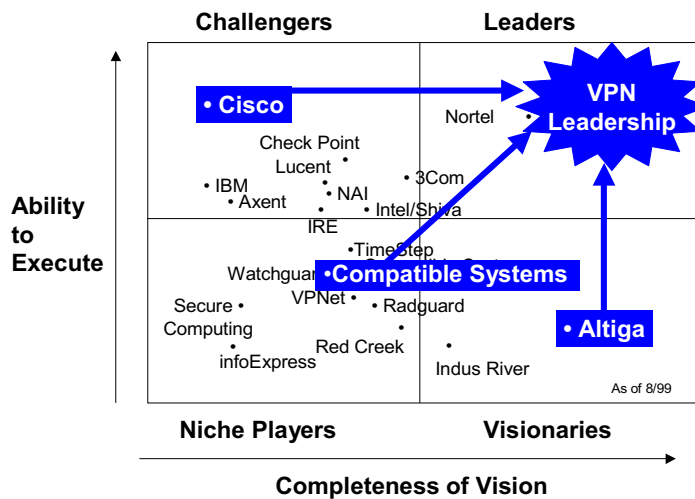 Challengers
Leaders
• Cisco
VPN
Leadership
Nortel
Check Point
Lucent
3Com
IBM
NAI
Axent
Intel/Shiva
IRE
Ability
to
Execute
TimeStep
Watchguard
•Compatible Systems
VPNet
Radguard
Secure
Computing
• Altiga
Red Creek
infoExpress
Indus River
As of 8/99
Niche Players
Visionaries
Completeness of Vision